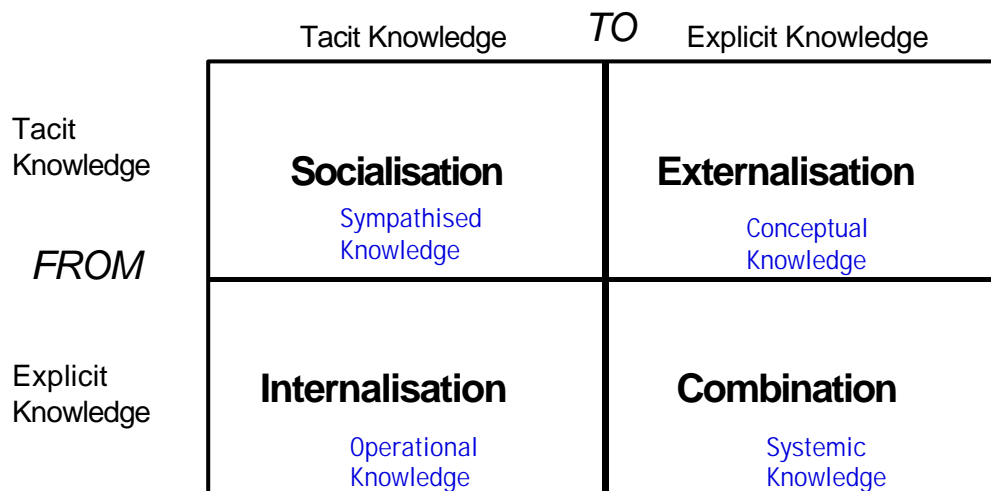 Tacit Knowledge TO Explicit Knowledge
Tacit
Knowledge
Socialisation
Externalisation
Sympathised
Knowledge
Conceptual
Knowledge
FROM
Explicit
Knowledge
Internalisation
Combination
Operational
Knowledge
Systemic
Knowledge